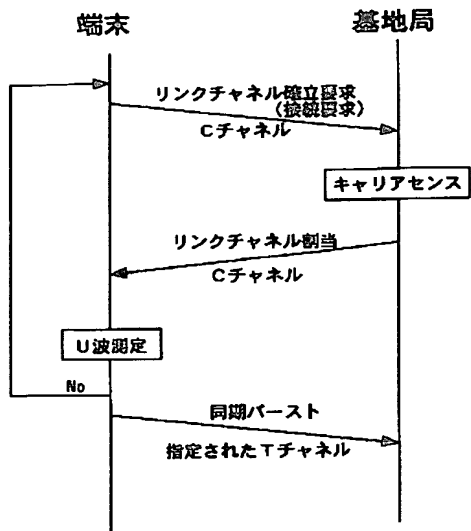 端末
基地局
リンクチャネル確立要求
(接続要求)
Cチャネル
キャリアセンス
リンクチャネル割当
Cチャネル
U波測定
No
同期バースト
指定されたTチャネル